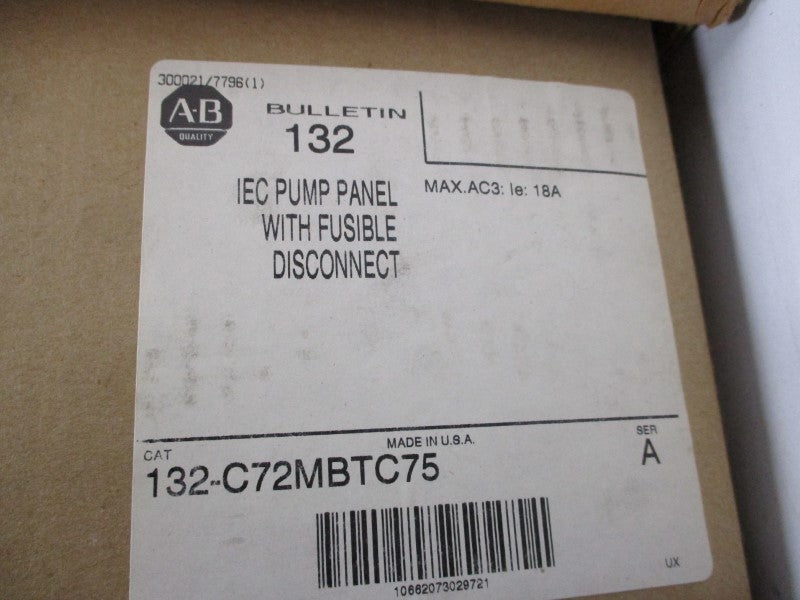 300021/7796(1)
A-B
QUALITY
BULLETIN
132
IEC PUMP PANEL
WITH FUSIBLE
DISCONNECT
MAX.AC3: Ie: 18A
MADE IN U.S.A.
CAT
132-C72MBTC75
SER
A
10662073029721
UX